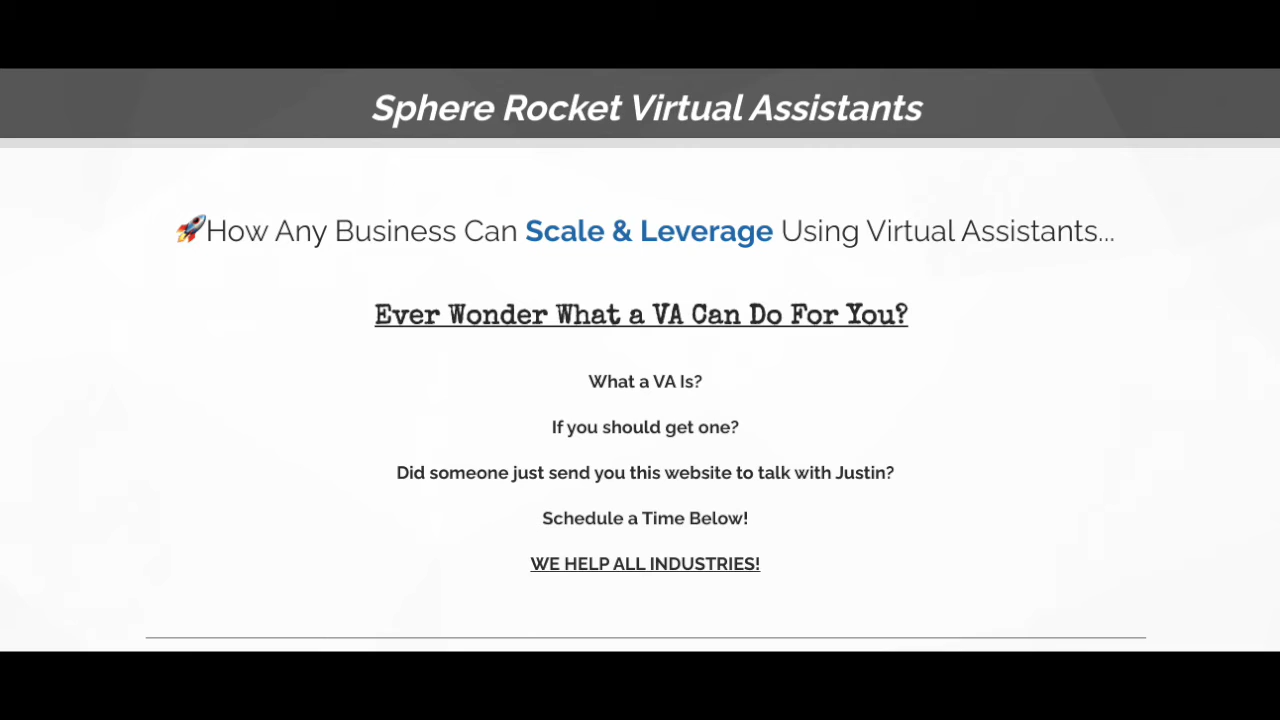 Sphere Rocket Virtual Assistants
🚀How Any Business Can Scale & Leverage Using Virtual Assistants...
Ever Wonder What a VA Can Do For You?
What a VA Is?
If you should get one?
Did someone just send you this website to talk with Justin?
Schedule a Time Below!
WE HELP ALL INDUSTRIES!